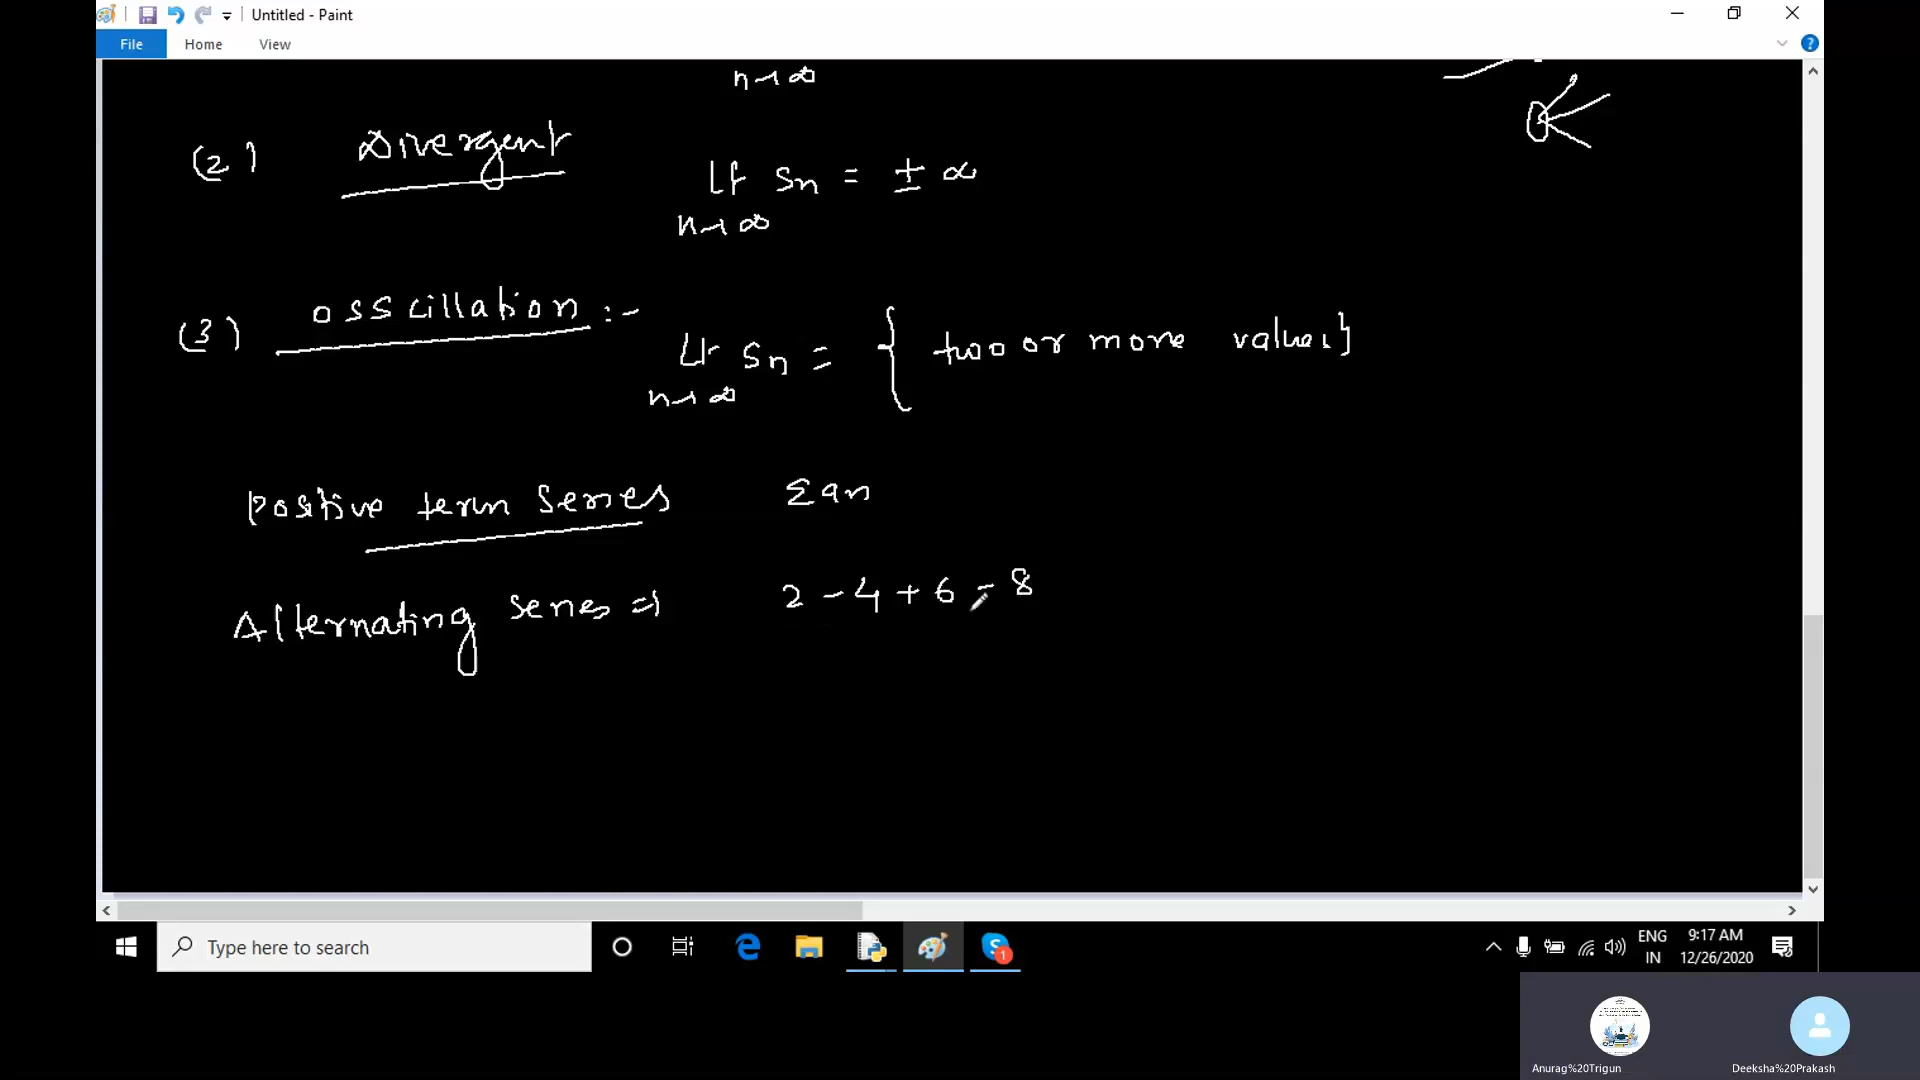 Untitled - Paint
File Home View
n→∞
(2) Divergent
Lt Sn = ± ∞
n→∞
(3) osscillation :-
Lt Sn = { two or more values}
n→∞
Positive term series Σan
Alternating series ⇒ 2 - 4 + 6 - 8
Type here to search
ENG 9:17 AM
IN 12/26/2020
1
Anurag%20Trigun Deeksha%20Prakash